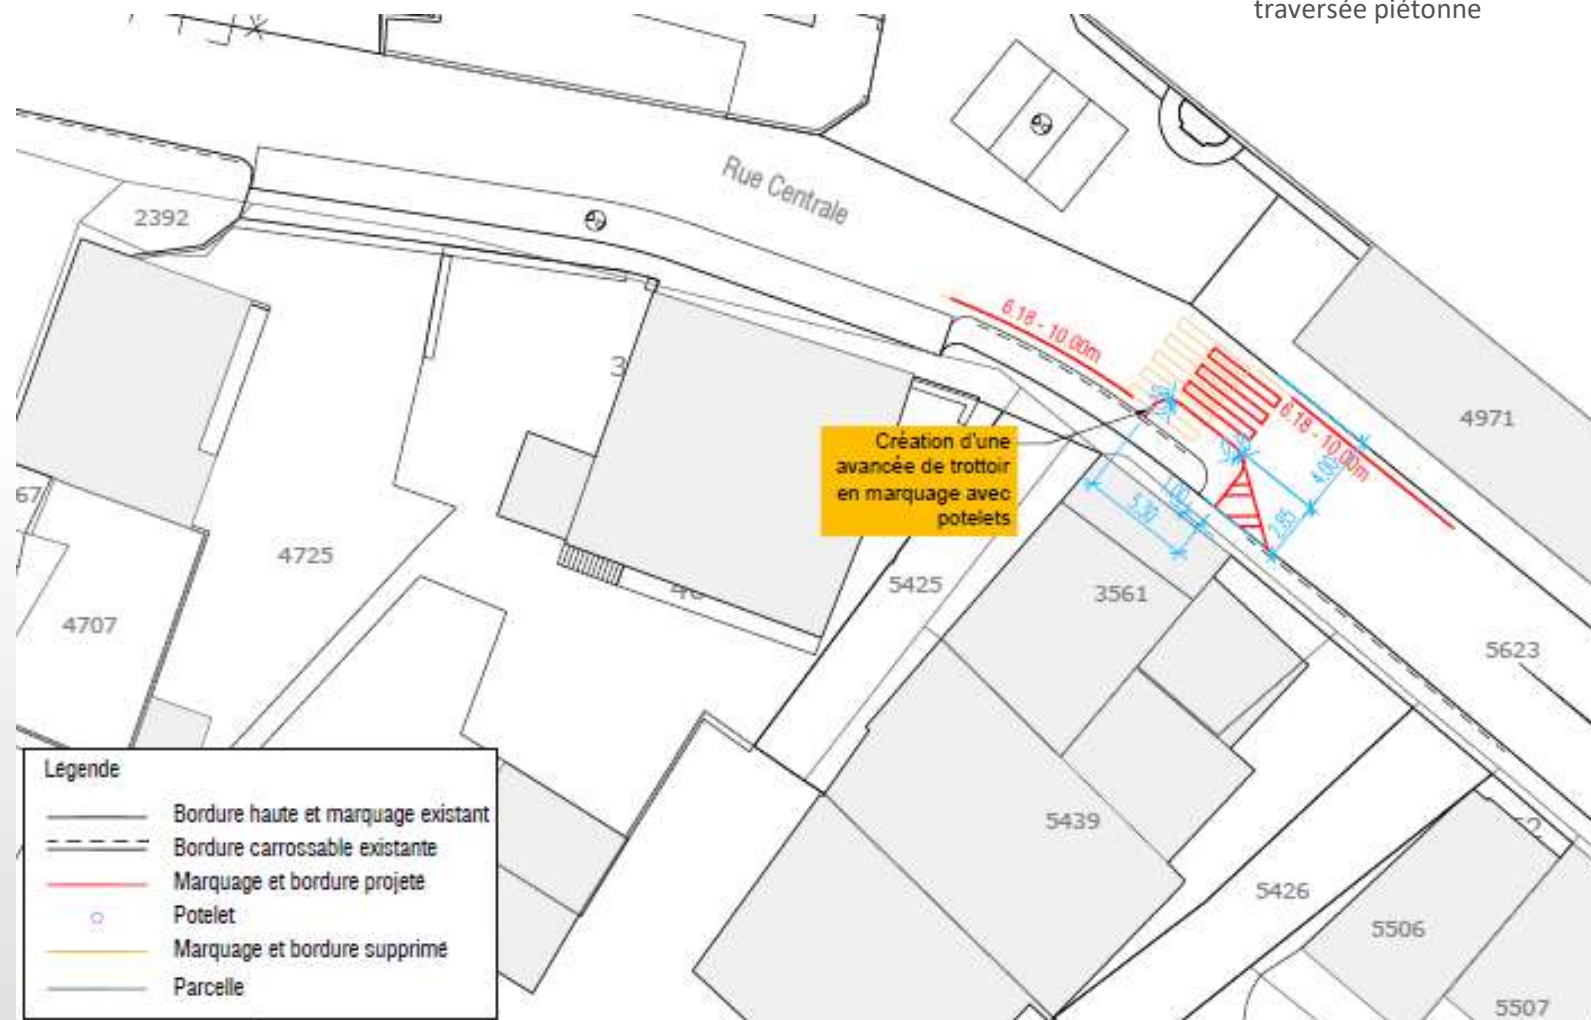 traversée piétonne
Rue Centrale
2392
6.18 - 10.00m
6.18 - 10.00m
4971
Création d'une
avancée de trottoir
en marquage avec
potelets
4.00
1.00
5.30
2.85
67
4725
5425
3561
4707
5623
5439
5426
5506
5507
Légende
Bordure haute et marquage existant
Bordure carrossable existante
Marquage et bordure projeté
Potelet
Marquage et bordure supprimé
Parcelle